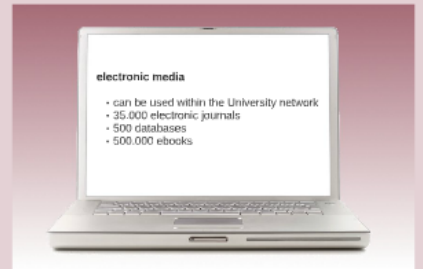 electronic media
• can be used within the University network
• 35.000 electronic journals
• 500 databases
• 500.000 ebooks